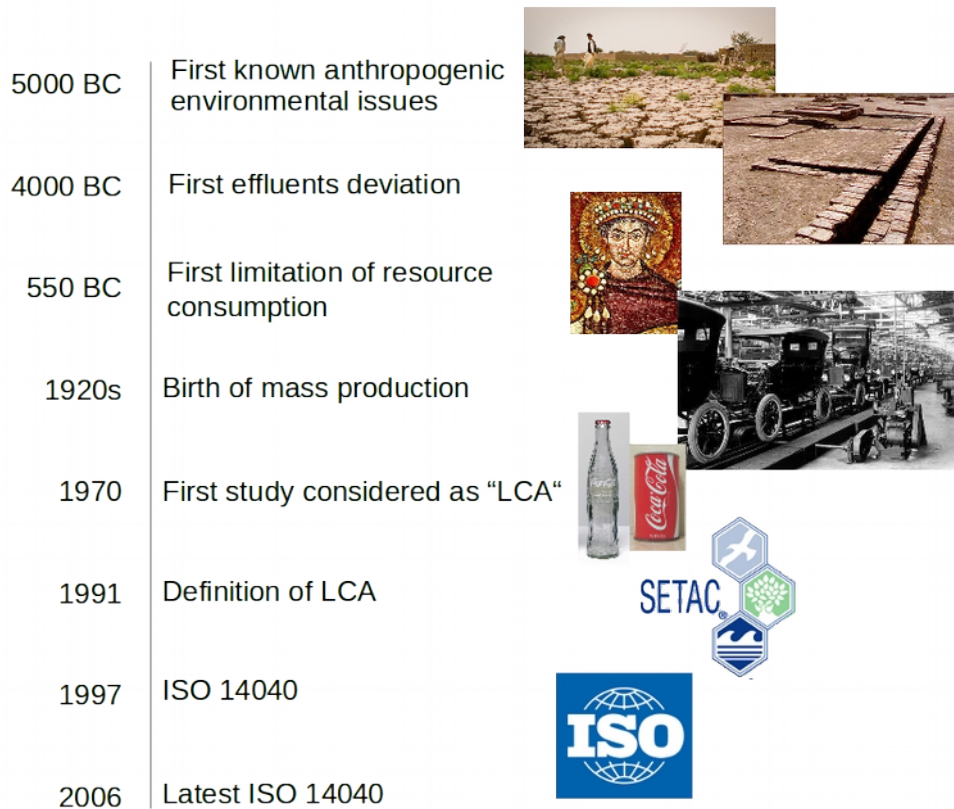 5000 BC
First known anthropogenic
environmental issues
4000 BC
First effluents deviation
550 BC
First limitation of resource
consumption
1920s
Birth of mass production
1970
First study considered as “LCA“
Coca-Cola
Coca-Cola
1991
Definition of LCA
SETAC®
1997
ISO 14040
ISO
2006
Latest ISO 14040